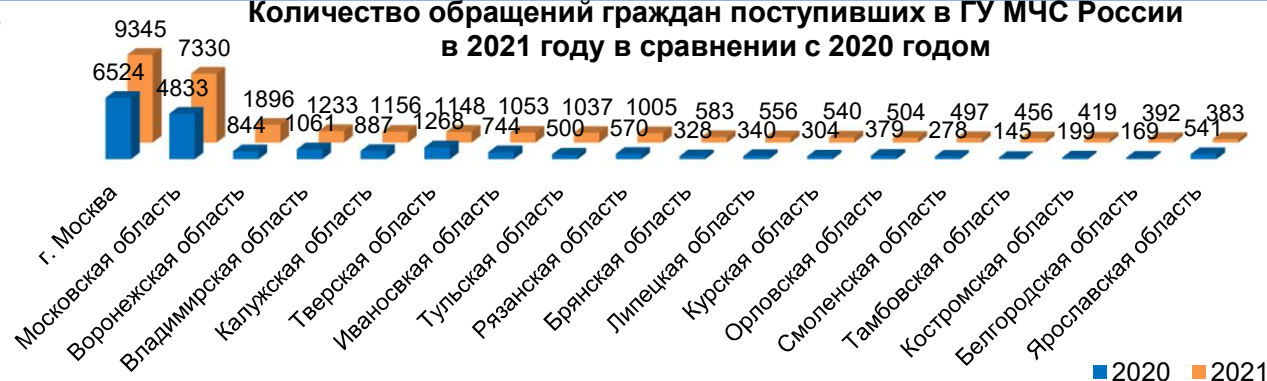 Количество обращений граждан поступивших в ГУ МЧС России
в 2021 году в сравнении с 2020 годом
9345
7330
1896 1233 1156 1148 1053 1037 1005 583 556 540 504 497 456 419 392 383
6524
4833
844 1061 887 1268 744 500 570 328 340 304 379 278 145 199 169 541
г. Москва
Московская область
Воронежская область
Владимирская область
Калужская область
Тверская область
Ивановская область
Тульская область
Рязанская область
Брянская область
Липецкая область
Курская область
Орловская область
Смоленская область
Тамбовская область
Костромская область
Белгородская область
Ярославская область
2020 2021